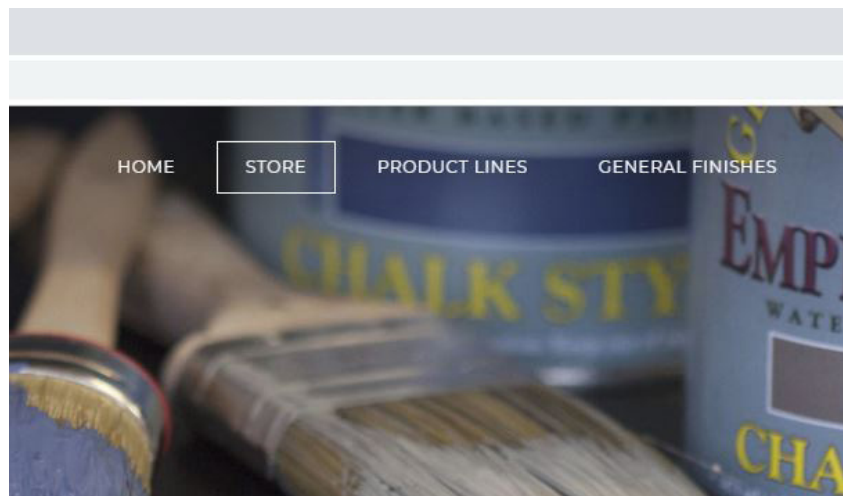 HOME STORE PRODUCT LINES GENERAL FINISHES
CHALK STY
EMP
WATE
CHA